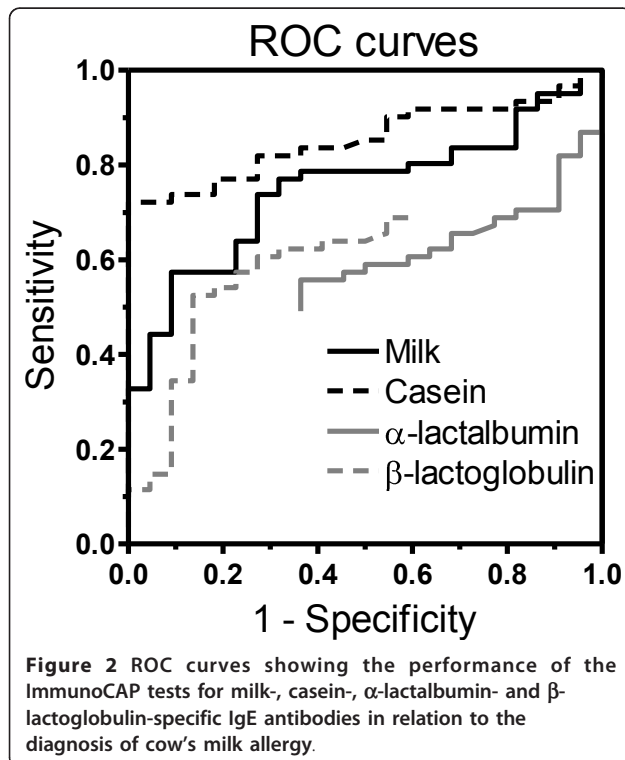 ROC curves
1.0
0.8
0.6
0.4
0.2
0.0
Sensitivity
Milk
Casein
α-lactalbumin
β-lactoglobulin
0.0 0.2 0.4 0.6 0.8 1.0
1 - Specificity
Figure 2 ROC curves showing the performance of the
ImmunoCAP tests for milk-, casein-, α-lactalbumin- and β-
lactoglobulin-specific IgE antibodies in relation to the
diagnosis of cow's milk allergy.